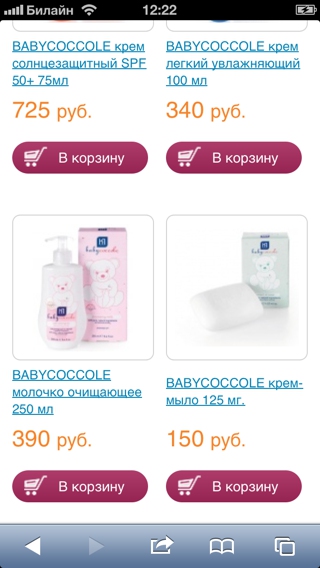 Билайн 12:22
BABYCOCCOLE крем
солнцезащитный SPF
50+ 75мл
725 руб.
В корзину
BABYCOCCOLE крем
легкий увлажняющий
100 мл
340 руб.
В корзину
BABYCOCCOLE
молочко очищающее
250 мл
390 руб.
В корзину
BABYCOCCOLE крем-
мыло 125 мг.
150 руб.
В корзину